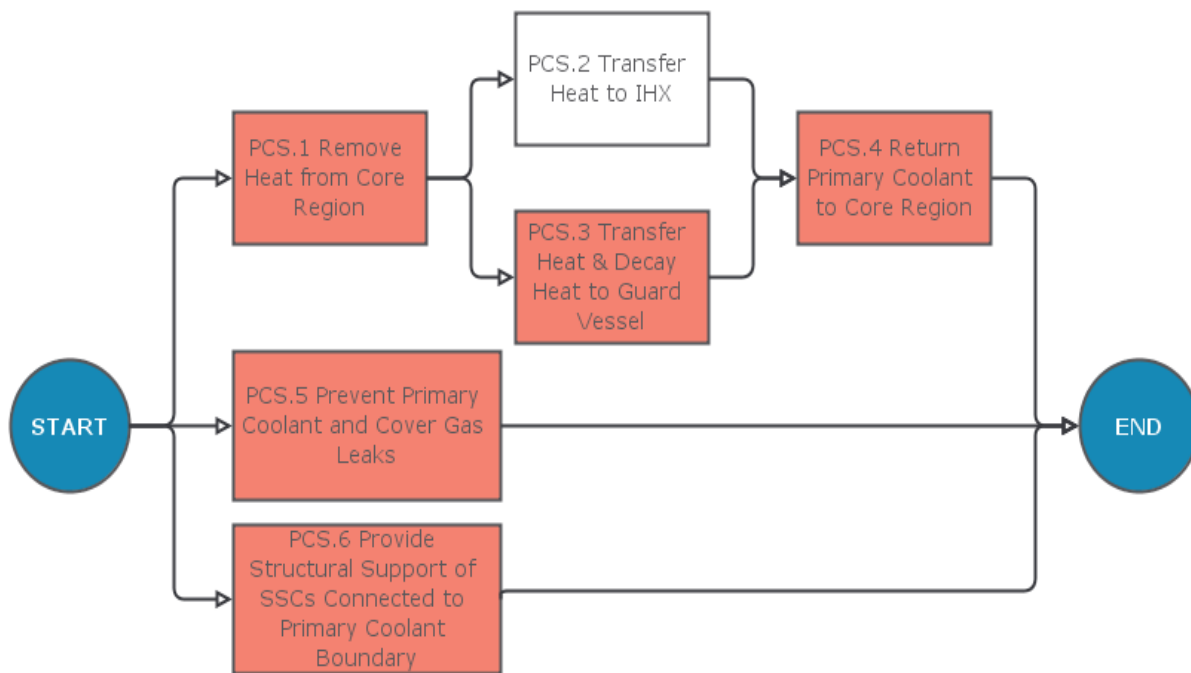 PCS.2 Transfer
Heat to IHX
PCS.1 Remove
Heat from Core
Region
PCS.4 Return
Primary Coolant
to Core Region
PCS.3 Transfer
Heat & Decay
Heat to Guard
Vessel
START
PCS.5 Prevent Primary
Coolant and Cover Gas
Leaks
END
PCS.6 Provide
Structural Support of
SSCs Connected to
Primary Coolant
Boundary